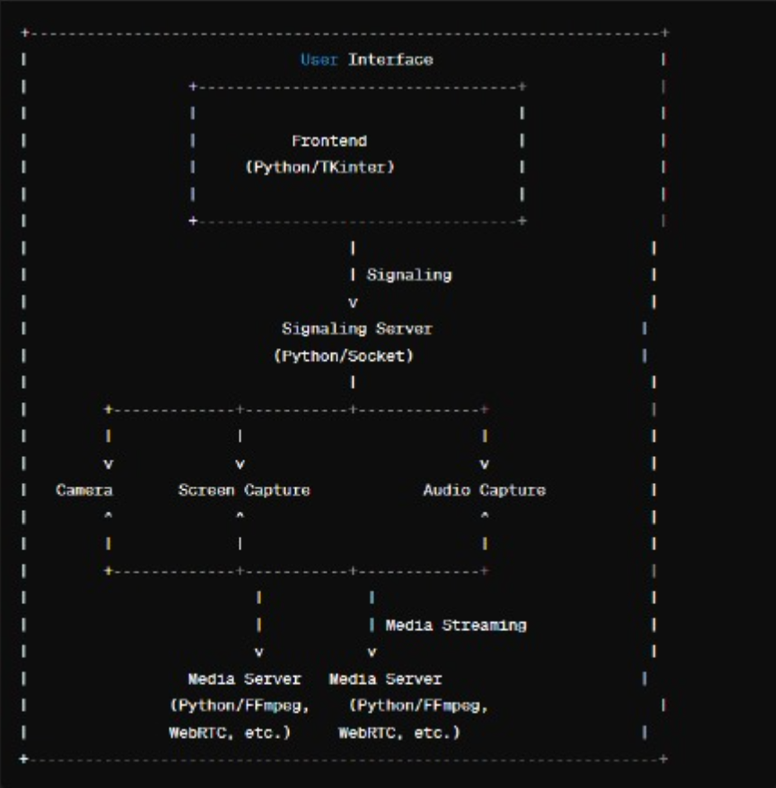 User Interface
Frontend
(Python/TKinter)
| Signaling
v
Signaling Server
(Python/Socket)
v v v
Camera Screen Capture Audio Capture
^ ^ ^
| Media Streaming
v v
Media Server Media Server
(Python/FFmpeg, (Python/FFmpeg,
WebRTC, etc.) WebRTC, etc.)